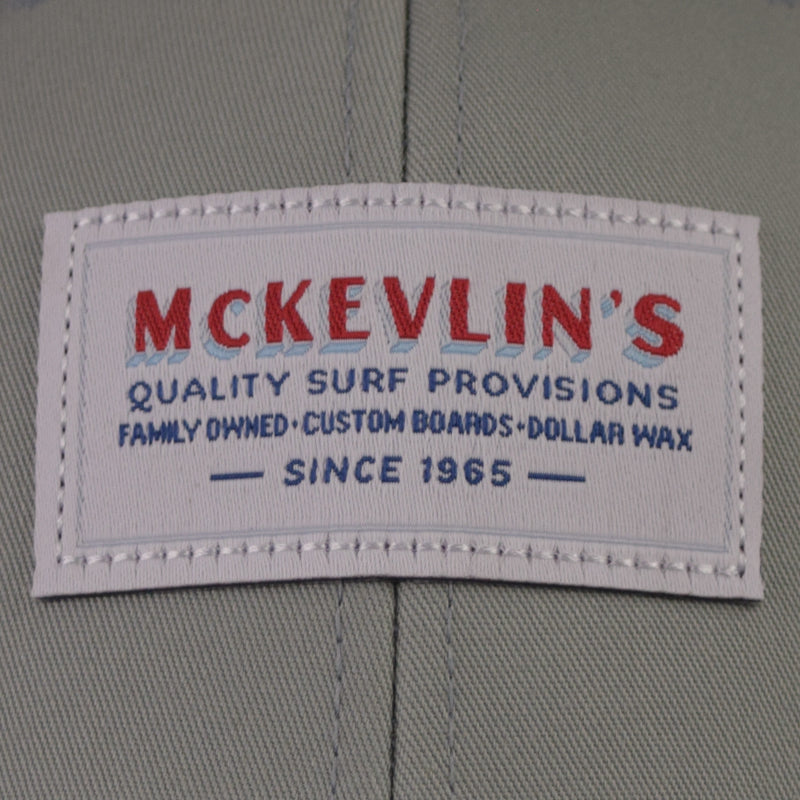 McKEVLIN'S
QUALITY SURF PROVISIONS
FAMILY OWNED • CUSTOM BOARDS • DOLLAR WAX
— SINCE 1965 —